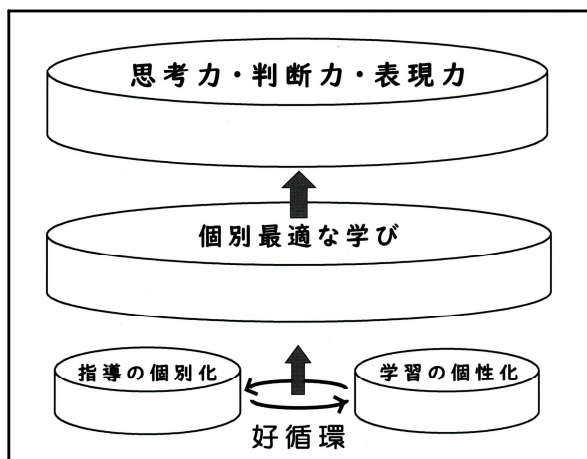 思考力・判断力・表現力
個別最適な学び
指導の個別化
学習の個性化
好循環